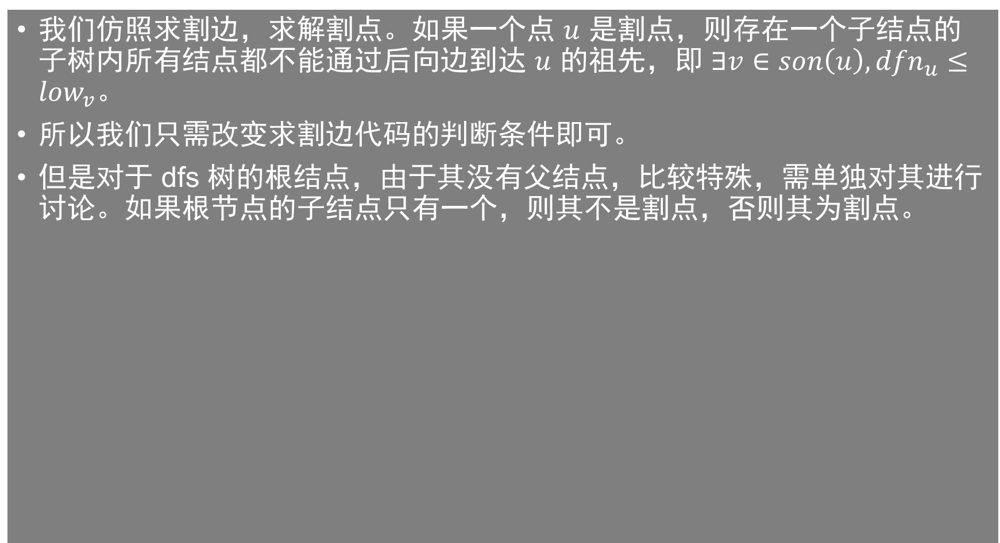 • 我们仿照求割边，求解割点。如果一个点 𝑢 是割点，则存在一个子结点的
子树内所有结点都不能通过后向边到达 𝑢 的祖先，即 ∃𝑣 ∈ 𝑠𝑜𝑛(𝑢), 𝑑𝑓𝑛ᵤ ≤
𝑙𝑜𝑤ᵥ。
• 所以我们只需改变求割边代码的判断条件即可。
• 但是对于 dfs 树的根结点，由于其没有父结点，比较特殊，需单独对其进行
讨论。如果根节点的子结点只有一个，则其不是割点，否则其为割点。